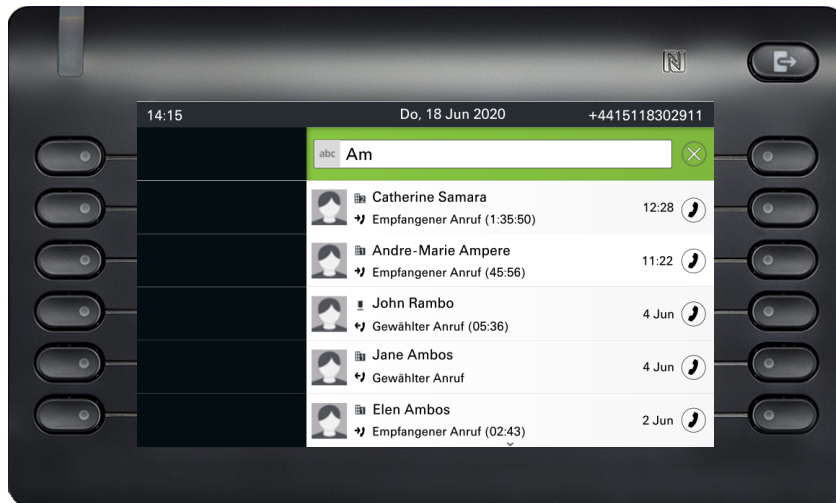 14:15 Do, 18 Jun 2020 +4415118302911
abc Am
Catherine Samara
Empfangener Anruf (1:35:50) 12:28
Andre-Marie Ampere
Empfangener Anruf (45:56) 11:22
John Rambo
Gewählter Anruf (05:36) 4 Jun
Jane Ambos
Gewählter Anruf 4 Jun
Elen Ambos
Empfangener Anruf (02:43) 2 Jun